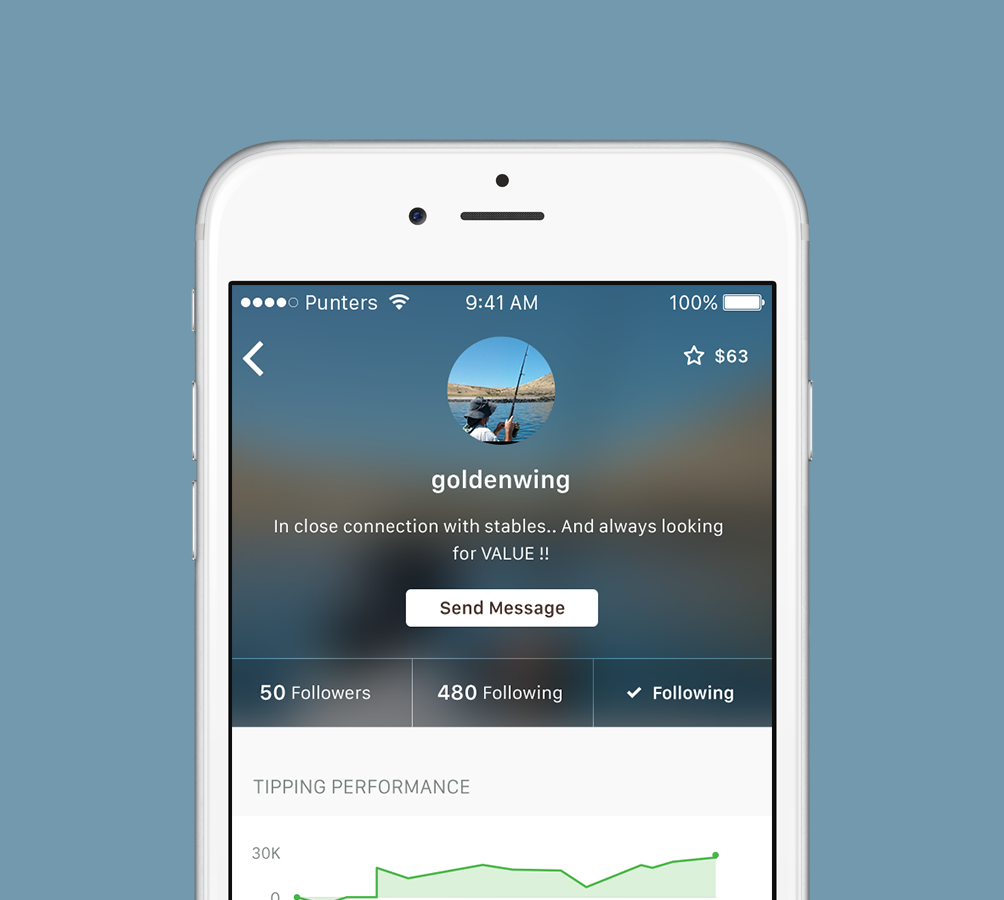 Punters 9:41 AM 100%
$63
goldenwing
In close connection with stables.. And always looking
for VALUE !!
Send Message
50 Followers 480 Following Following
TIPPING PERFORMANCE
30K
0